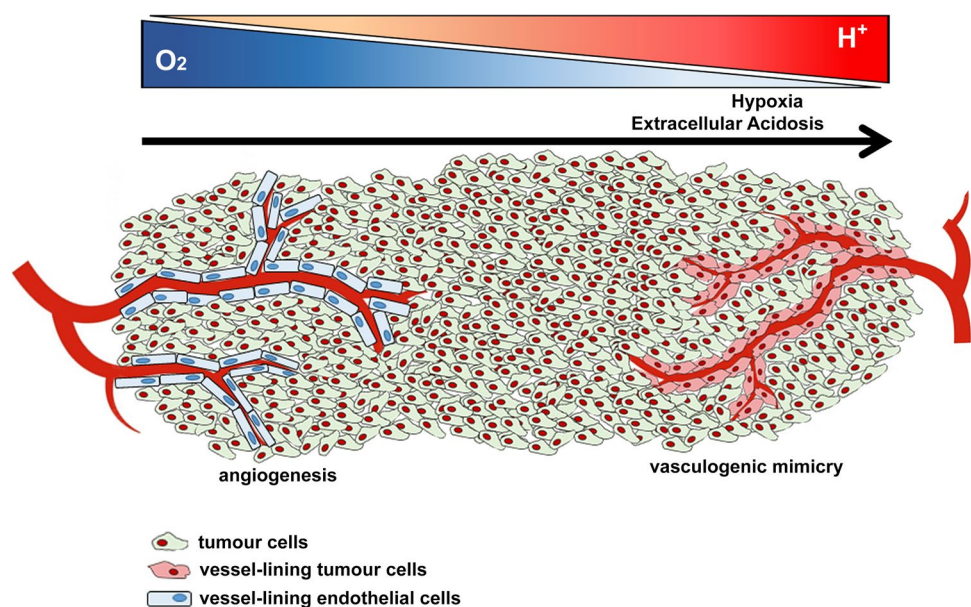 O₂
H⁺
Hypoxia
Extracellular Acidosis
angiogenesis
vasculogenic mimicry
tumour cells
vessel-lining tumour cells
vessel-lining endothelial cells